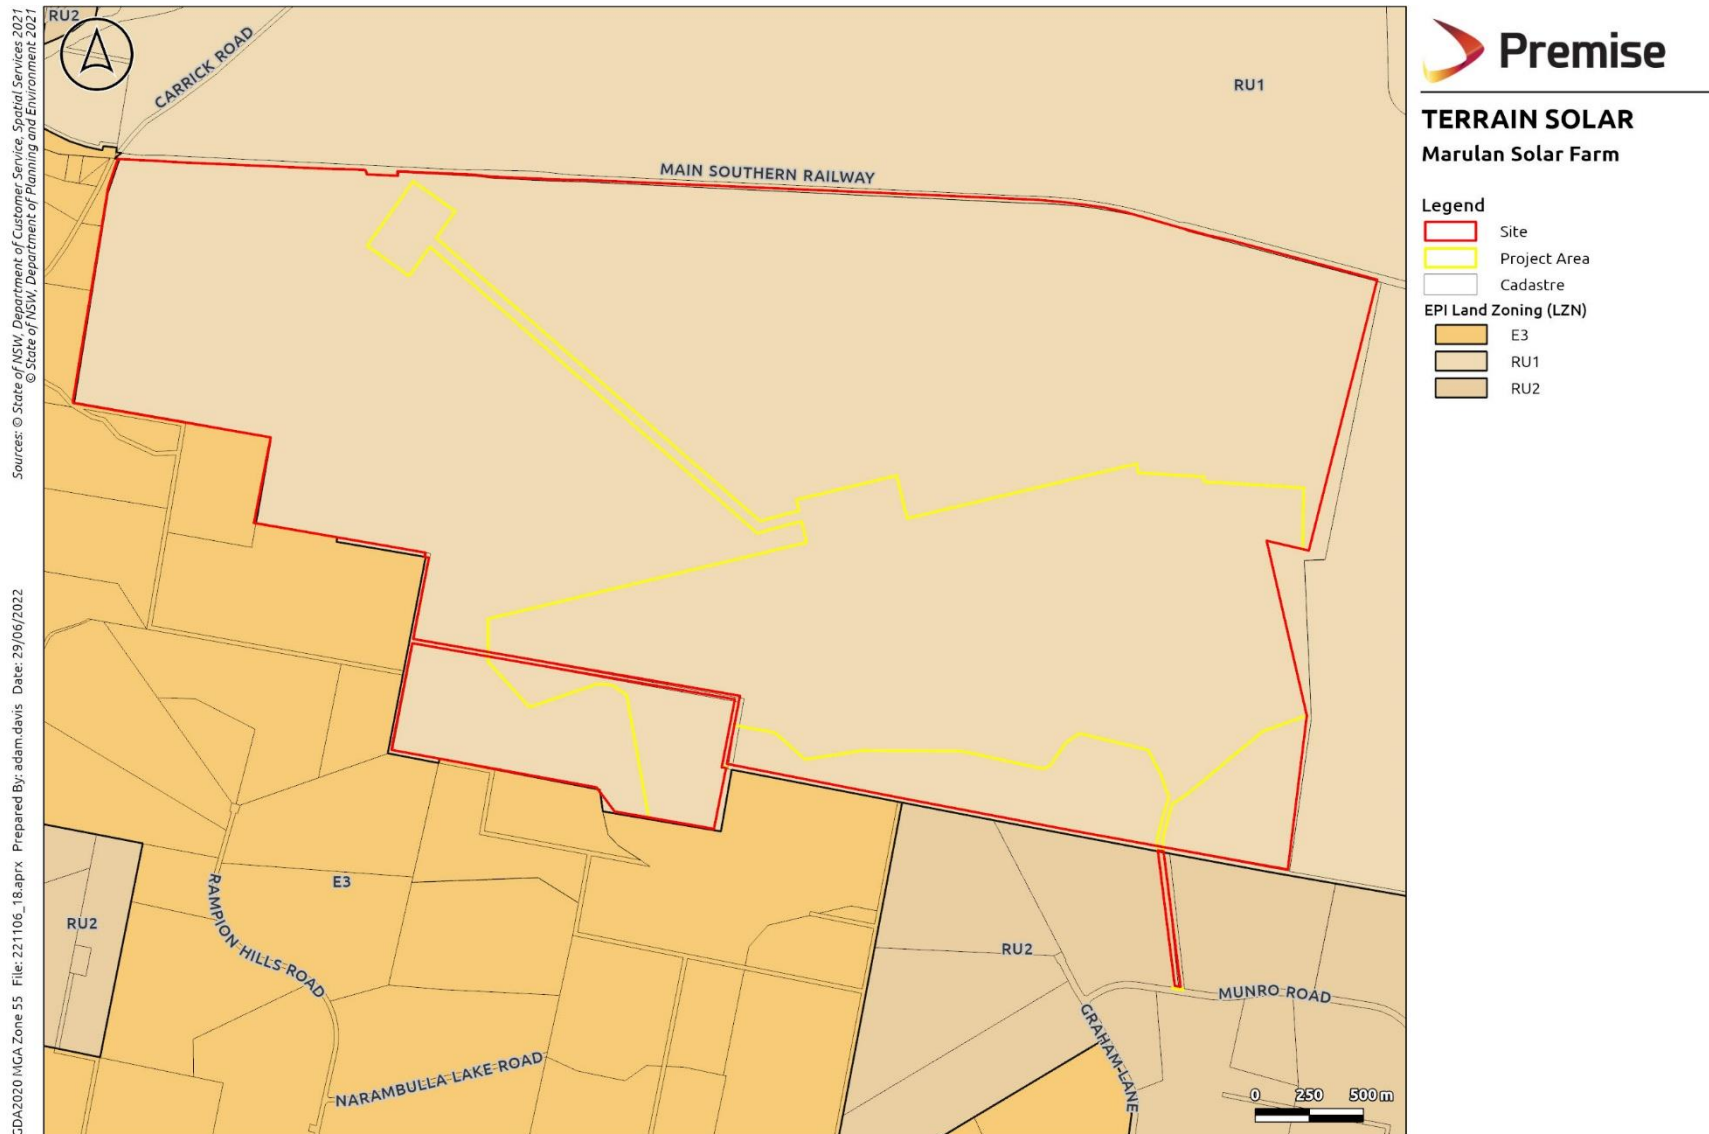 Sources: © State of NSW, Department of Customer Service, Spatial Services 2021
© State of NSW, Department of Planning and Environment 2021
GDA2020 MGA Zone 55 File: 221106_18.aprx Prepared By: adam.davis Date: 29/06/2022
RU2
CARRICK ROAD
RU1
MAIN SOUTHERN RAILWAY
E3
RU2
RAMPION HILLS ROAD
NARAMBULLA LAKE ROAD
RU2
MUNRO ROAD
GRAHAM LANE
0 250 500 m
Premise
TERRAIN SOLAR
Marulan Solar Farm
Legend
Site
Project Area
Cadastre
EPI Land Zoning (LZN)
E3
RU1
RU2